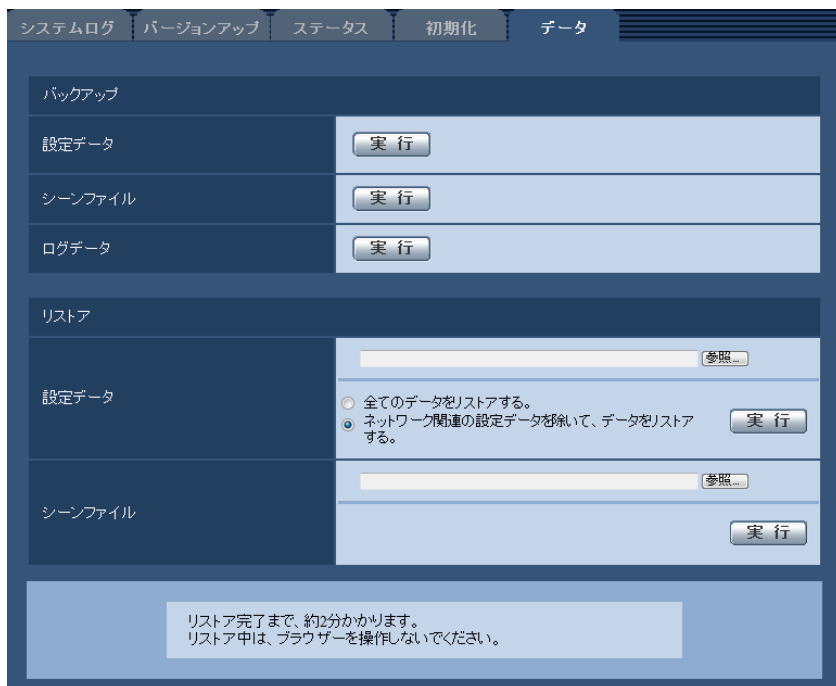 システムログ バージョンアップ ステータス 初期化 データ
バックアップ
設定データ 実 行
シーンファイル 実 行
ログデータ 実 行
リストア
参照...
設定データ
全てのデータをリストアする。
ネットワーク関連の設定データを除いて、データをリストア
する。
実 行
参照...
シーンファイル
実 行
リストア完了まで、約2分かかります。
リストア中は、ブラウザーを操作しないでください。